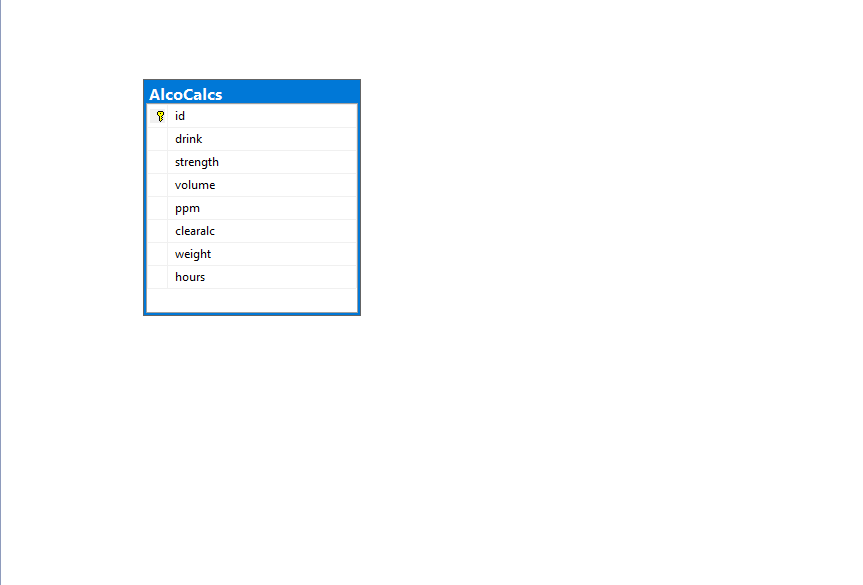 AlcoCalcs
id
drink
strength
volume
ppm
clearalc
weight
hours